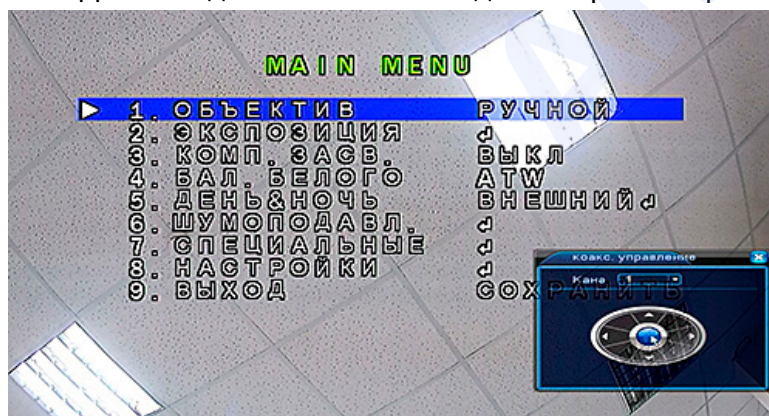 MAIN MENU
1. ОБЪЕКТИВ РУЧНОЙ
2. ЭКСПОЗИЦИЯ
3. КОМП. ЗАСВ. ВЫКЛ
4. БАЛ. БЕЛОГО ATW
5. ДЕНЬ&НОЧЬ ВНЕШНИЙ
6. ШУМОПОДАВЛ.
7. СПЕЦИАЛЬНЫЕ
8. НАСТРОЙКИ
9. ВЫХОД СОХРАНИТЬ
коакс. управление
Кана 1